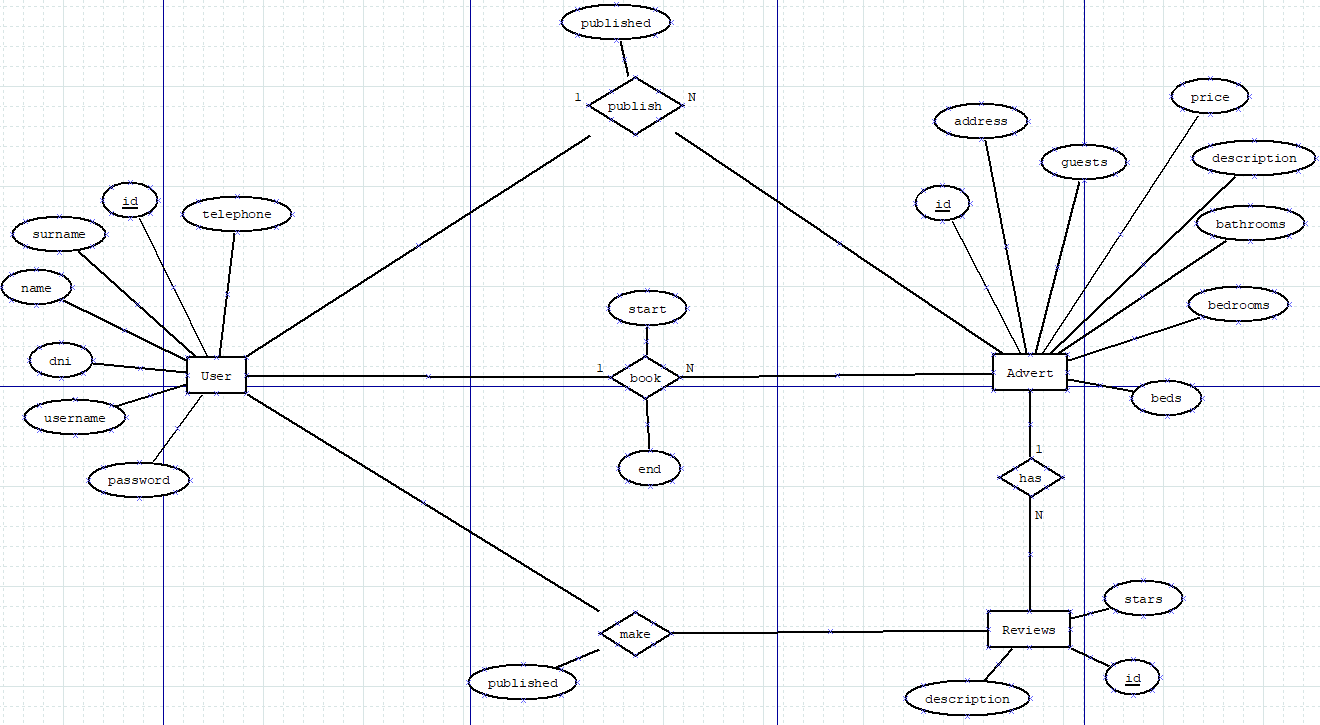 published
publish
1
N
price
address
description
guests
id
id
telephone
bathrooms
surname
name
bedrooms
start
dni
User
1
book
N
Advert
beds
username
password
end
1
has
N
stars
make
Reviews
published
id
description